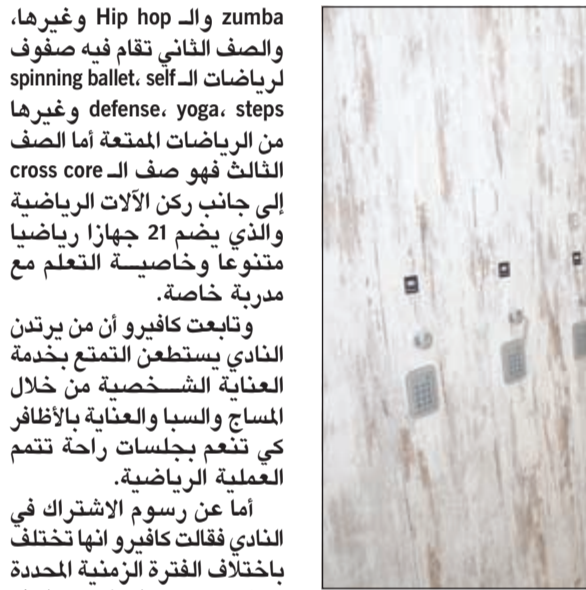 zumba والـ Hip hop وغيرها،
والصف الثاني تقام فيه صفوف
لرياضات الـ spinning ballet، self
defense، yoga، steps وغيرها
من الرياضات الممتعة أما الصف
الثالث فهو صف الـ cross core
إلى جانب ركن الآلات الرياضية
والذي يضم 21 جهازا رياضيا
متنوعا وخاصيــة التعلم مع
مدربة خاصة.
وتابعت كافيرو أن من يرتدن
النادي يستطعن التمتع بخدمة
العناية الشــخصية من خلال
المساج والسبا والعناية بالأظافر
كي تنعم بجلسات راحة تتمم
العملية الرياضية.
أما عن رسوم الاشتراك في
النادي فقالت كافيرو انها تختلف
باختلاف الفترة الزمنية المحددة